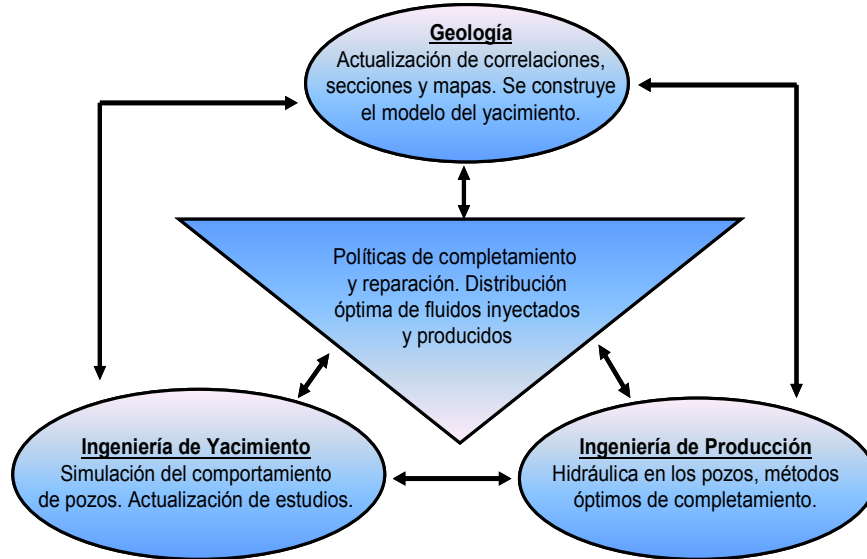 Geología
Actualización de correlaciones,
secciones y mapas. Se construye
el modelo del yacimiento.
Políticas de completamiento
y reparación. Distribución
óptima de fluidos inyectados
y producidos
Ingeniería de Yacimiento
Simulación del comportamiento
de pozos. Actualización de estudios.
Ingeniería de Producción
Hidráulica en los pozos, métodos
óptimos de completamiento.